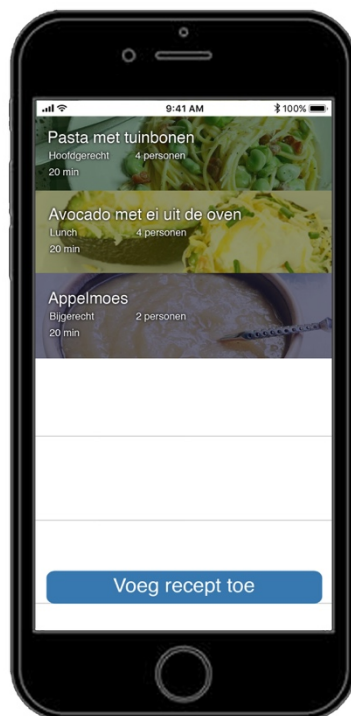 9:41 AM 100%
Pasta met tuinbonen
Hoofdgerecht 4 personen
20 min
Avocado met ei uit de oven
Lunch 4 personen
20 min
Appelmoes
Bijgerecht 2 personen
20 min
Voeg recept toe